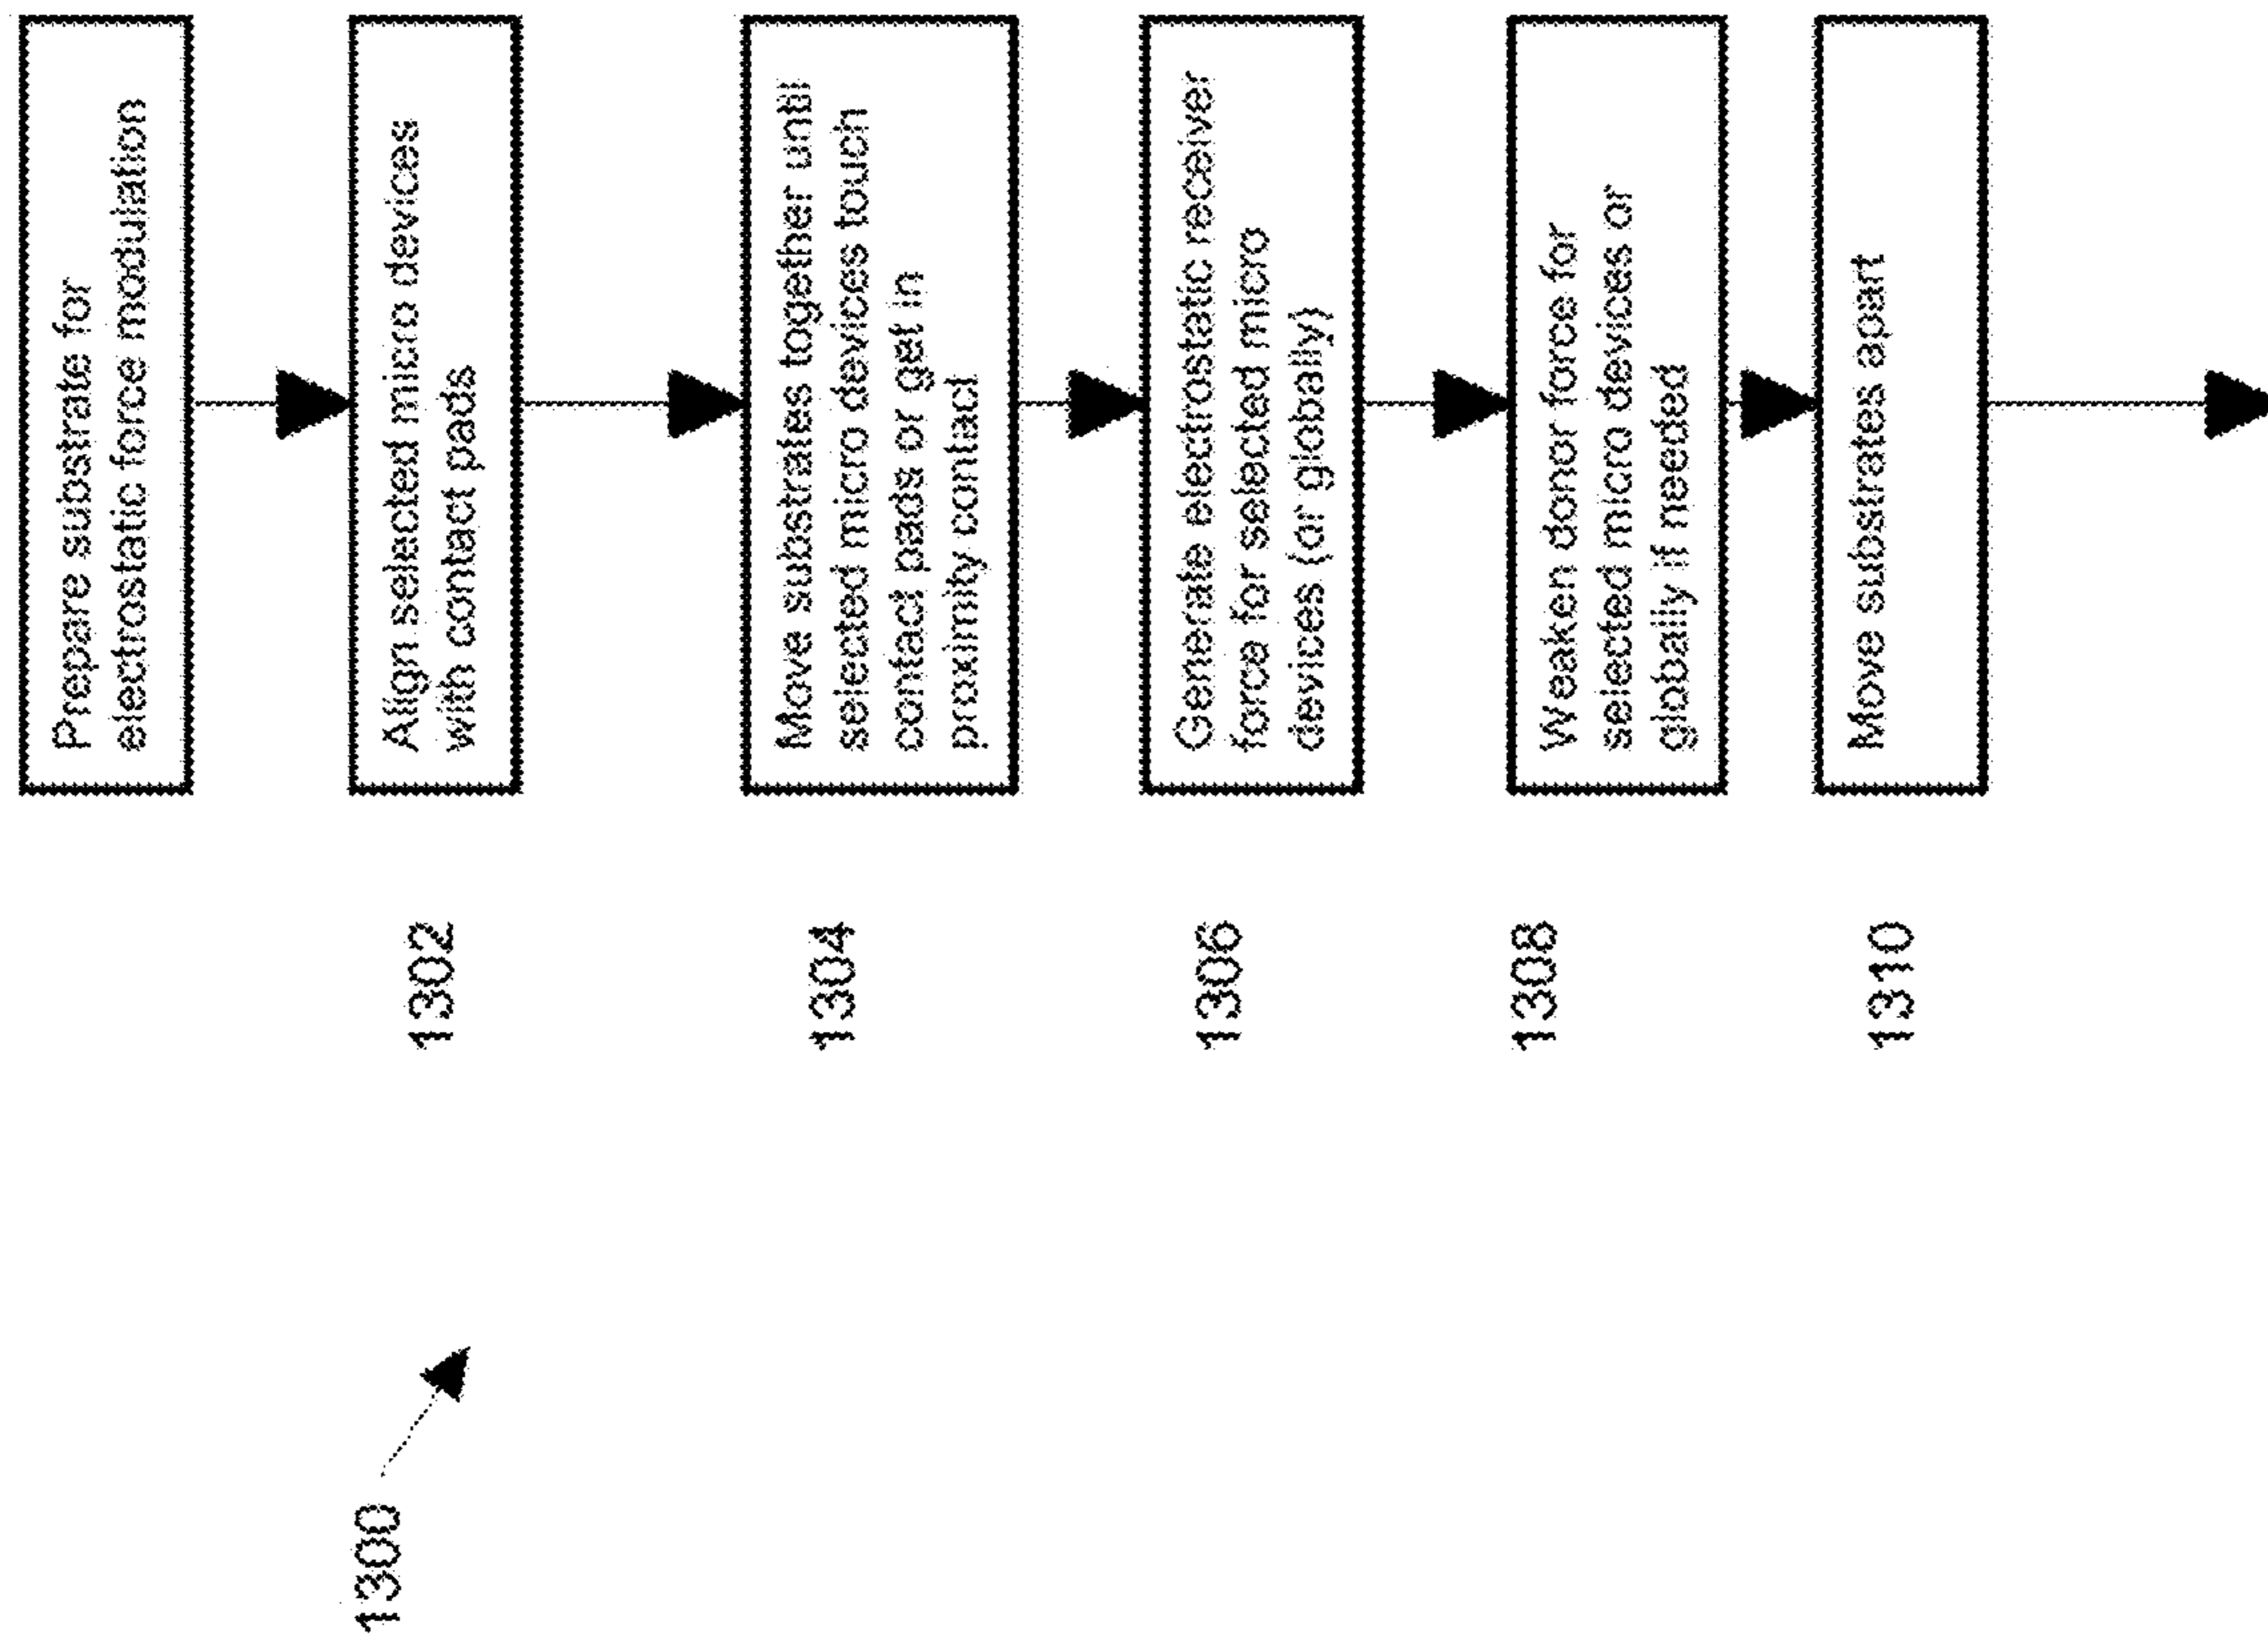 1300
Prepare substrate for
electrostatic force modulation
1302
Align selected micro devices
with contact pads
1304
Move substrates together until
selected micro devices touch
contact pads or get in
proximity contact
1306
Generate electrostatic receiver
force for selected micro
devices (or globally)
1308
Weaken donor force for
selected micro devices or
globally if needed
1310
Move substrates apart